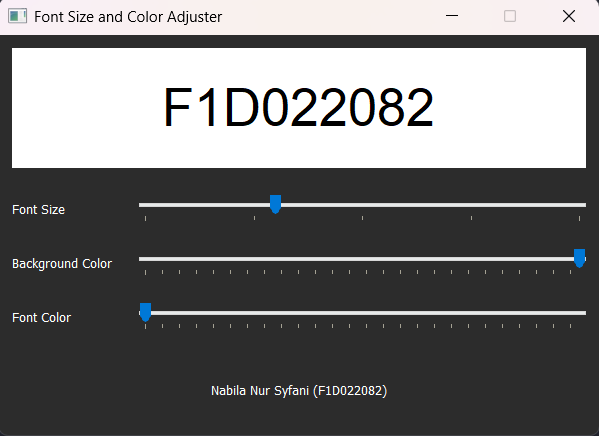 Font Size and Color Adjuster
F1D022082
Font Size
Background Color
Font Color
Nabila Nur Syfani (F1D022082)